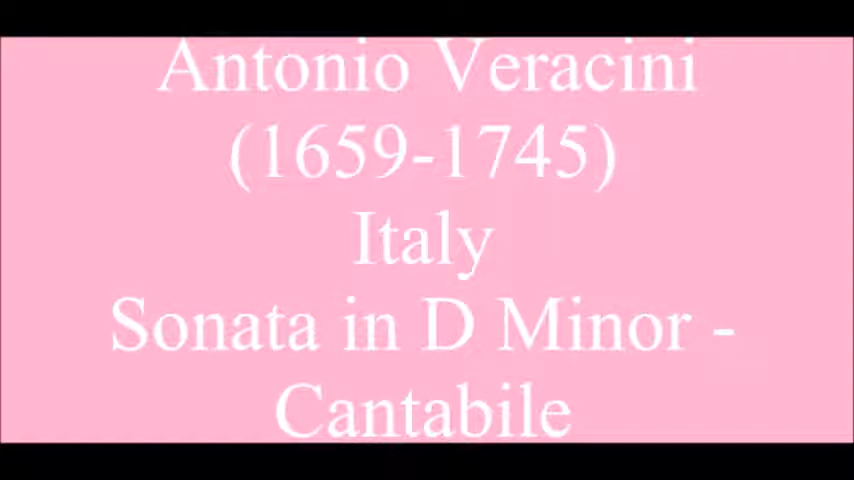 Antonio Veracini
(1659-1745)
Italy
Sonata in D Minor -
Cantabile